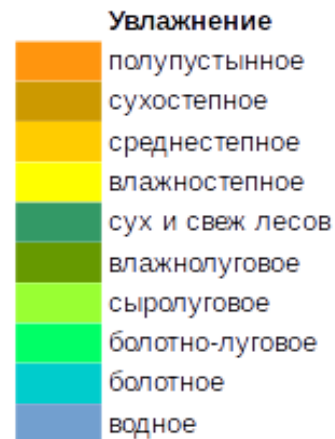 Увлажнение
полупустынное
сухостепное
среднестепное
влажностепное
сух и свеж лесов
влажнолуговое
сыролуговое
болотно-луговое
болотное
водное